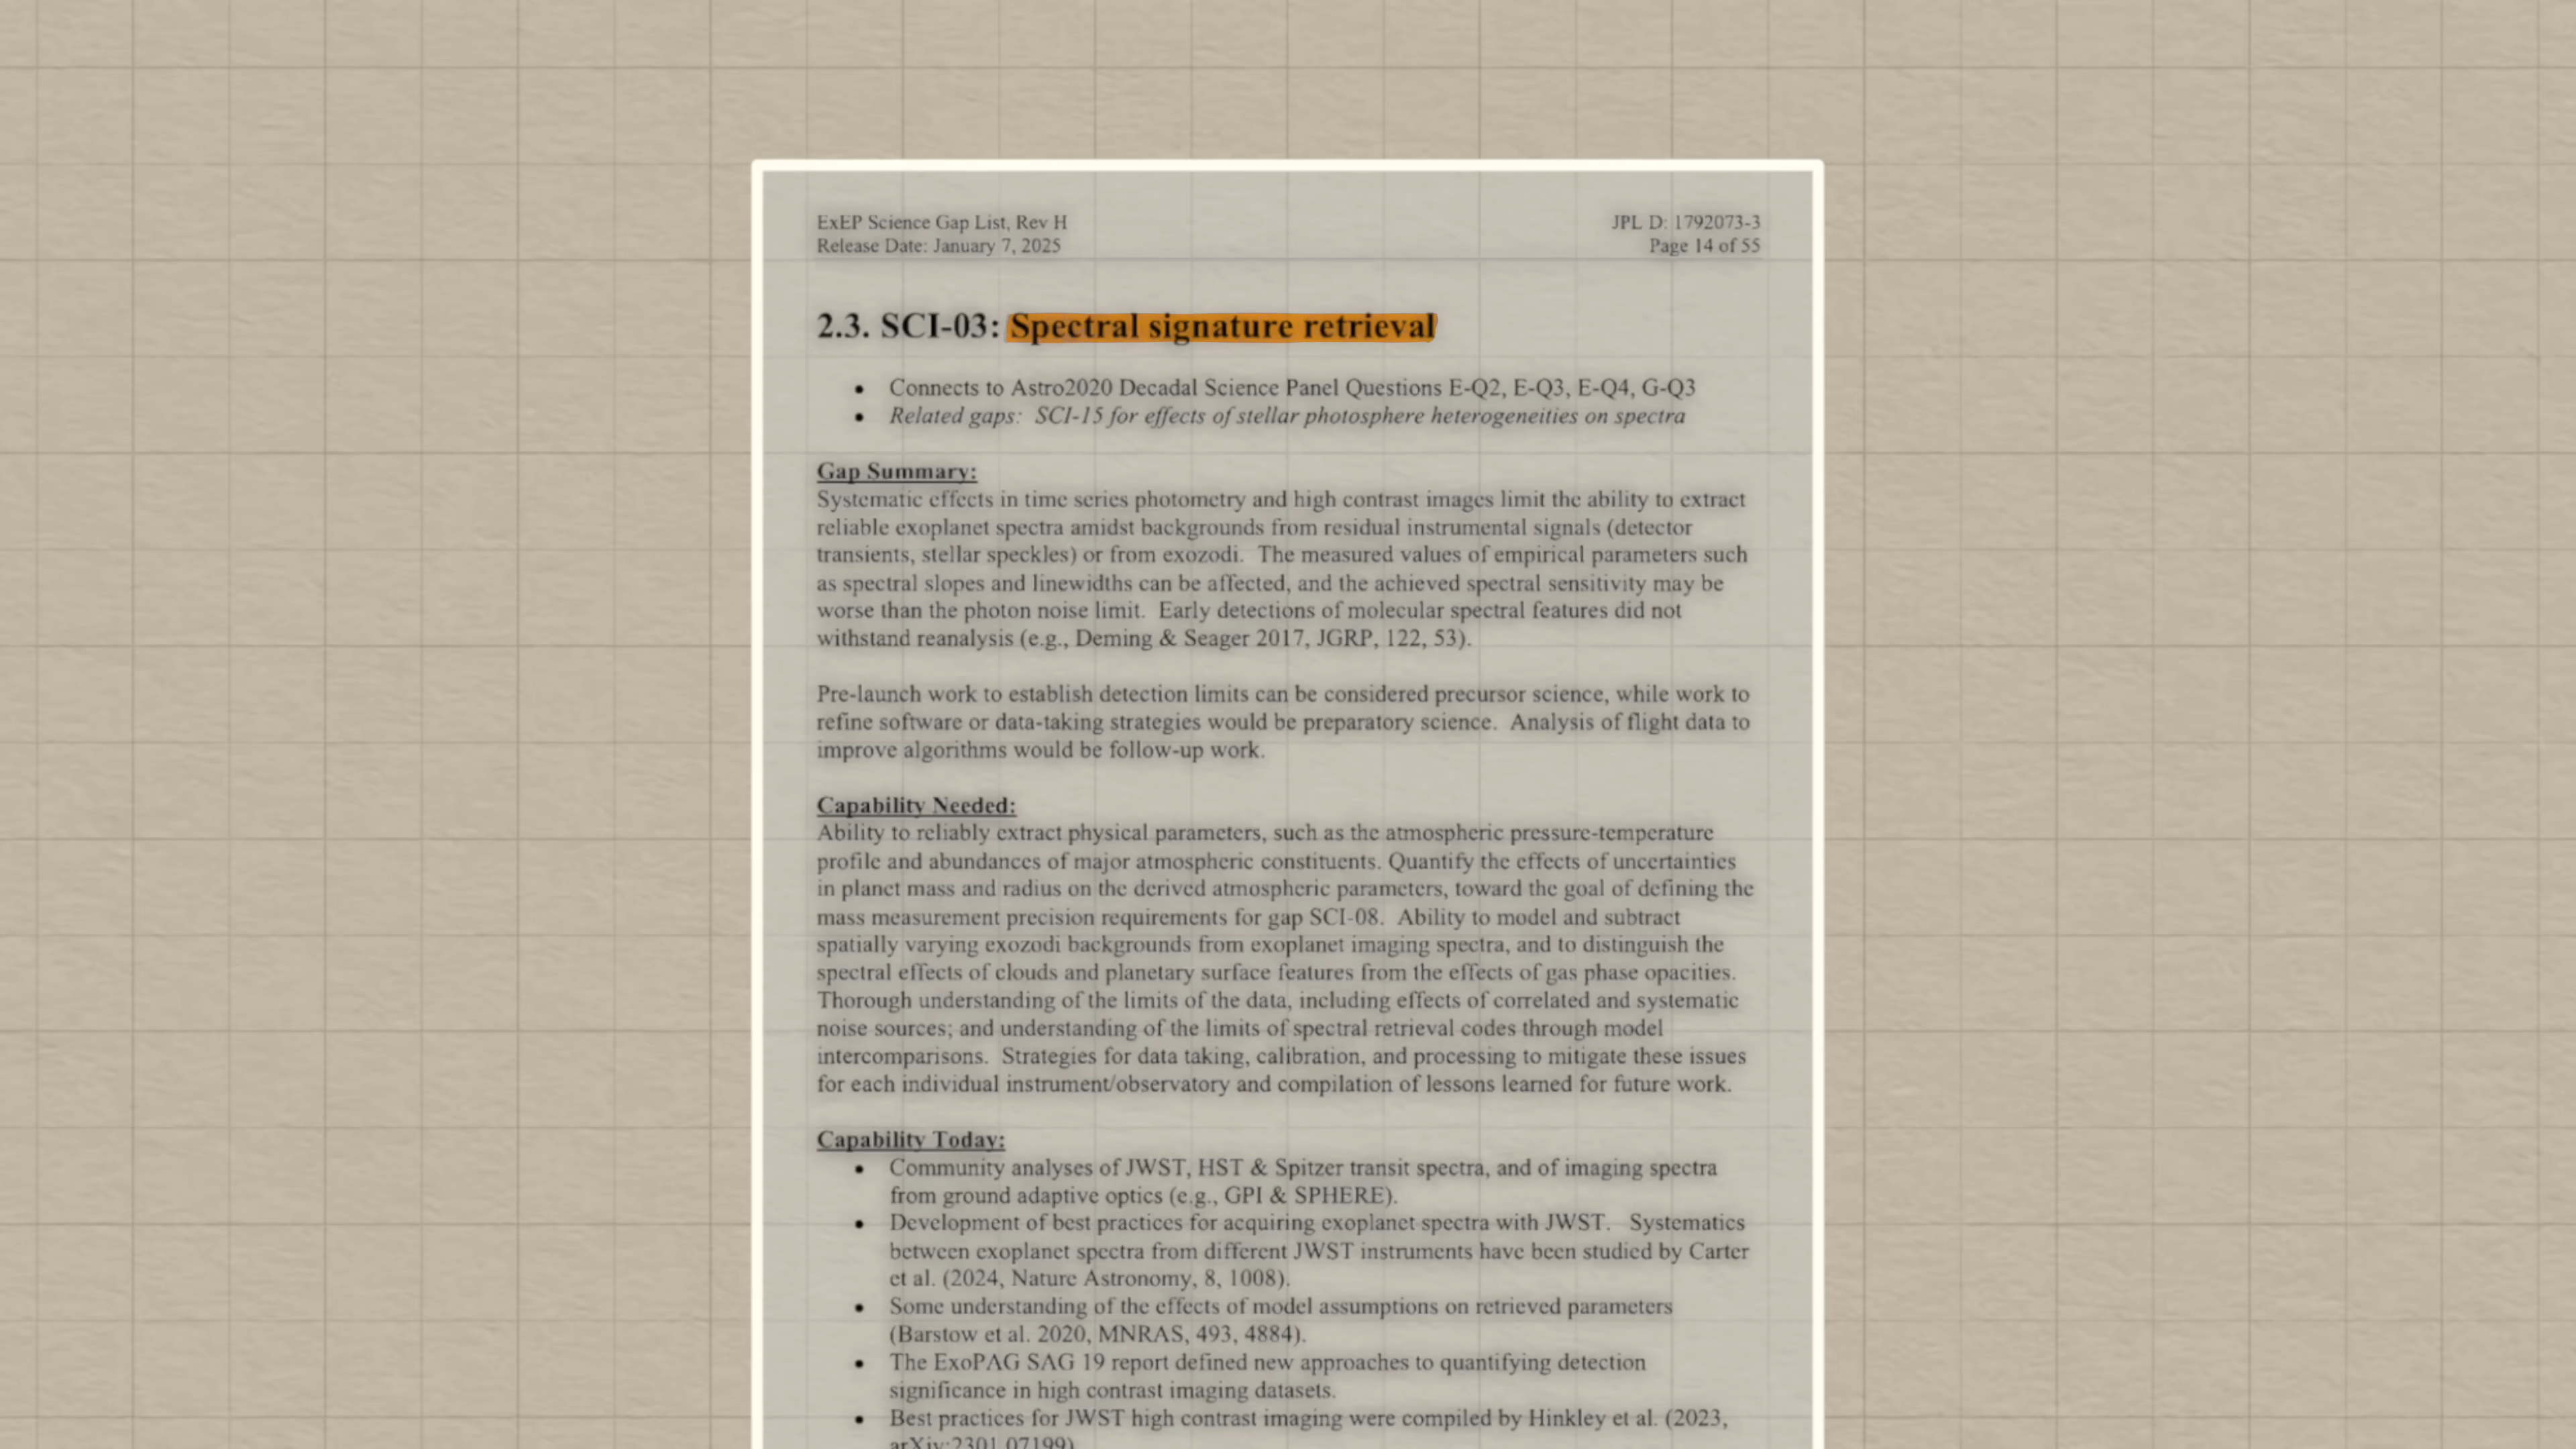 ExEP Science Gap List, Rev H
JPL D: 1792073-3
Release Date: January 7, 2025
Page 14 of 55
2.3. SCI-03: Spectral signature retrieval
• Connects to Astro2020 Decadal Science Panel Questions E-Q2, E-Q3, E-Q4, G-Q3
• Related gaps:  SCI-15 for effects of stellar photosphere heterogeneities on spectra
Gap Summary:
Systematic effects in time series photometry and high contrast images limit the ability to extract
reliable exoplanet spectra amidst backgrounds from residual instrumental signals (detector
transients, stellar speckles) or from exozodi.  The measured values of empirical parameters such
as spectral slopes and linewidths can be affected, and the achieved spectral sensitivity may be
worse than the photon noise limit.  Early detections of molecular spectral features did not
withstand reanalysis (e.g., Deming & Seager 2017, JGRP, 122, 53).
Pre-launch work to establish detection limits can be considered precursor science, while work to
refine software or data-taking strategies would be preparatory science.  Analysis of flight data to
improve algorithms would be follow-up work.
Capability Needed:
Ability to reliably extract physical parameters, such as the atmospheric pressure-temperature
profile and abundances of major atmospheric constituents. Quantify the effects of uncertainties
in planet mass and radius on the derived atmospheric parameters, toward the goal of defining the
mass measurement precision requirements for gap SCI-08.  Ability to model and subtract
spatially varying exozodi backgrounds from exoplanet imaging spectra, and to distinguish the
spectral effects of clouds and planetary surface features from the effects of gas phase opacities.
Thorough understanding of the limits of the data, including effects of correlated and systematic
noise sources; and understanding of the limits of spectral retrieval codes through model
intercomparisons.  Strategies for data taking, calibration, and processing to mitigate these issues
for each individual instrument/observatory and compilation of lessons learned for future work.
Capability Today:
• Community analyses of JWST, HST & Spitzer transit spectra, and of imaging spectra
from ground adaptive optics (e.g., GPI & SPHERE).
• Development of best practices for acquiring exoplanet spectra with JWST.   Systematics
between exoplanet spectra from different JWST instruments have been studied by Carter
et al. (2024, Nature Astronomy, 8, 1008).
• Some understanding of the effects of model assumptions on retrieved parameters
(Barstow et al. 2020, MNRAS, 493, 4884).
• The ExoPAG SAG 19 report defined new approaches to quantifying detection
significance in high contrast imaging datasets.
• Best practices for JWST high contrast imaging were compiled by Hinkley et al. (2023,
arXiv:2301.07199)